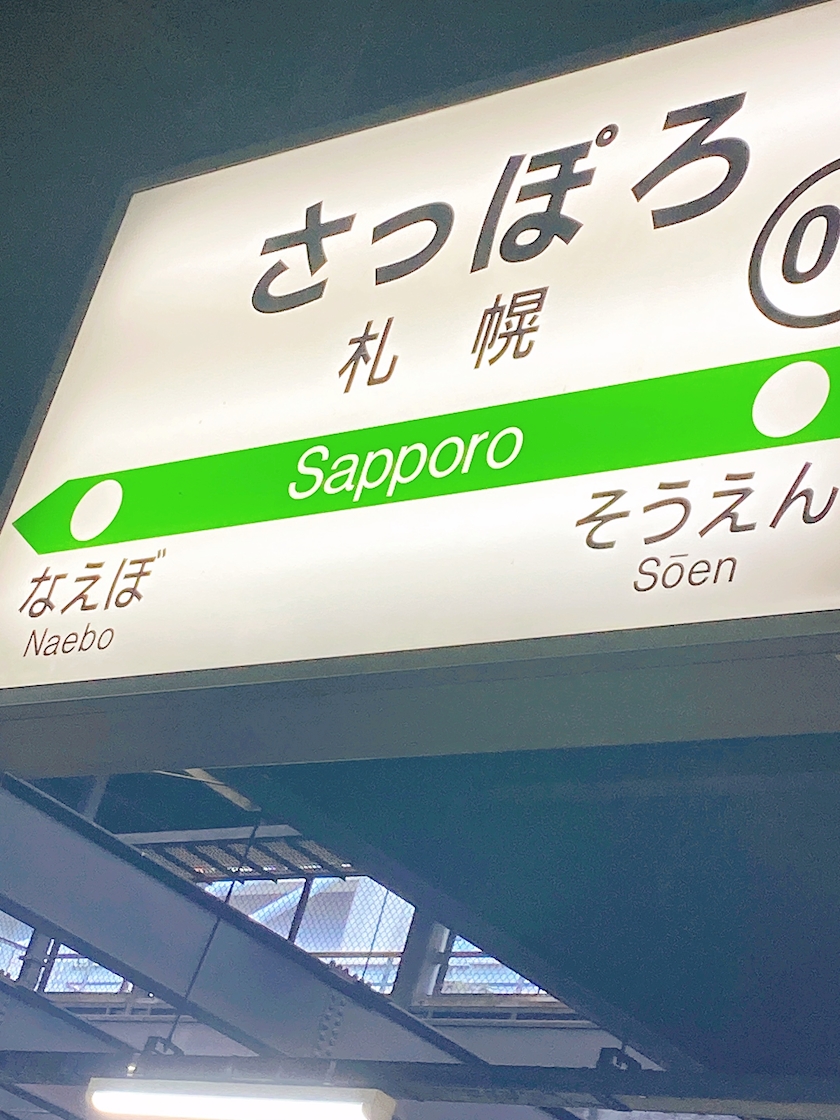 さっぽろ
札幌
Sapporo
なえぼ
Naebo
そうえん
Sōen